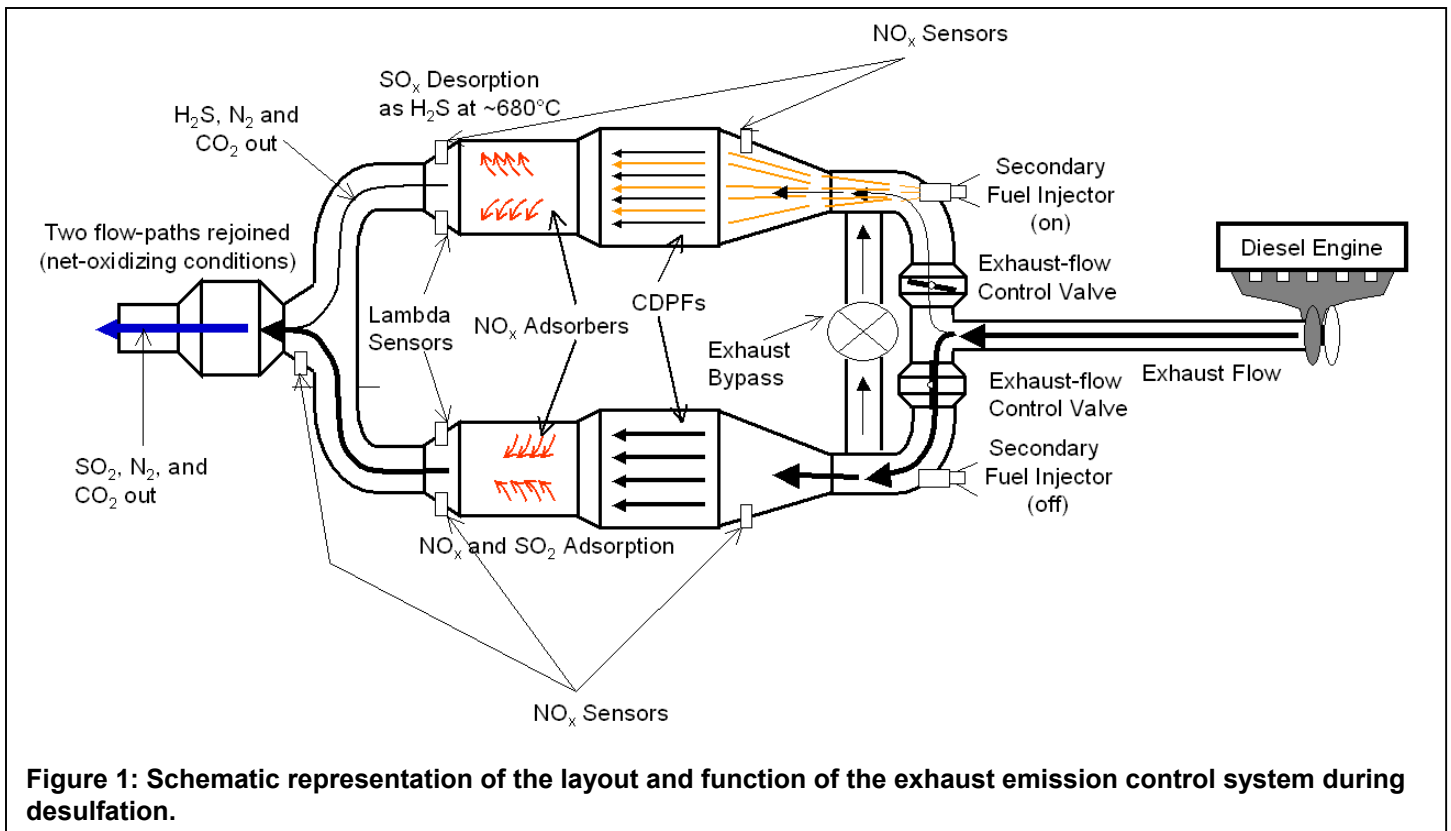 NOₓ Sensors
SOₓ Desorption
as H₂S at ~680°C
H₂S, N₂ and
CO₂ out
Secondary
Fuel Injector
(on)
Two flow-paths rejoined
(net-oxidizing conditions)
Diesel Engine
Exhaust-flow
Control Valve
Lambda
Sensors
NOₓ Adsorbers
CDPFs
Exhaust
Bypass
Exhaust Flow
Exhaust-flow
Control Valve
SO₂, N₂, and
CO₂ out
Secondary
Fuel Injector
(off)
NOₓ and SO₂ Adsorption
NOₓ Sensors
Figure 1: Schematic representation of the layout and function of the exhaust emission control system during
desulfation.